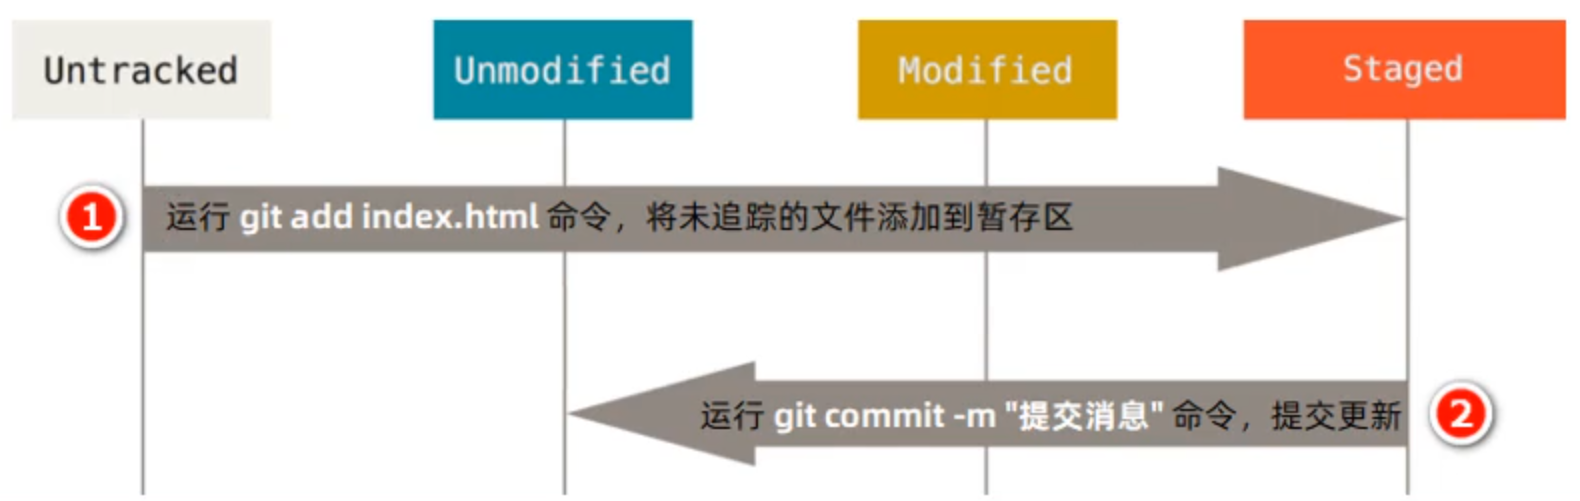 Untracked
Unmodified
Modified
Staged
1
运行 git add index.html 命令，将未追踪的文件添加到暂存区
运行 git commit -m "提交消息" 命令，提交更新
2